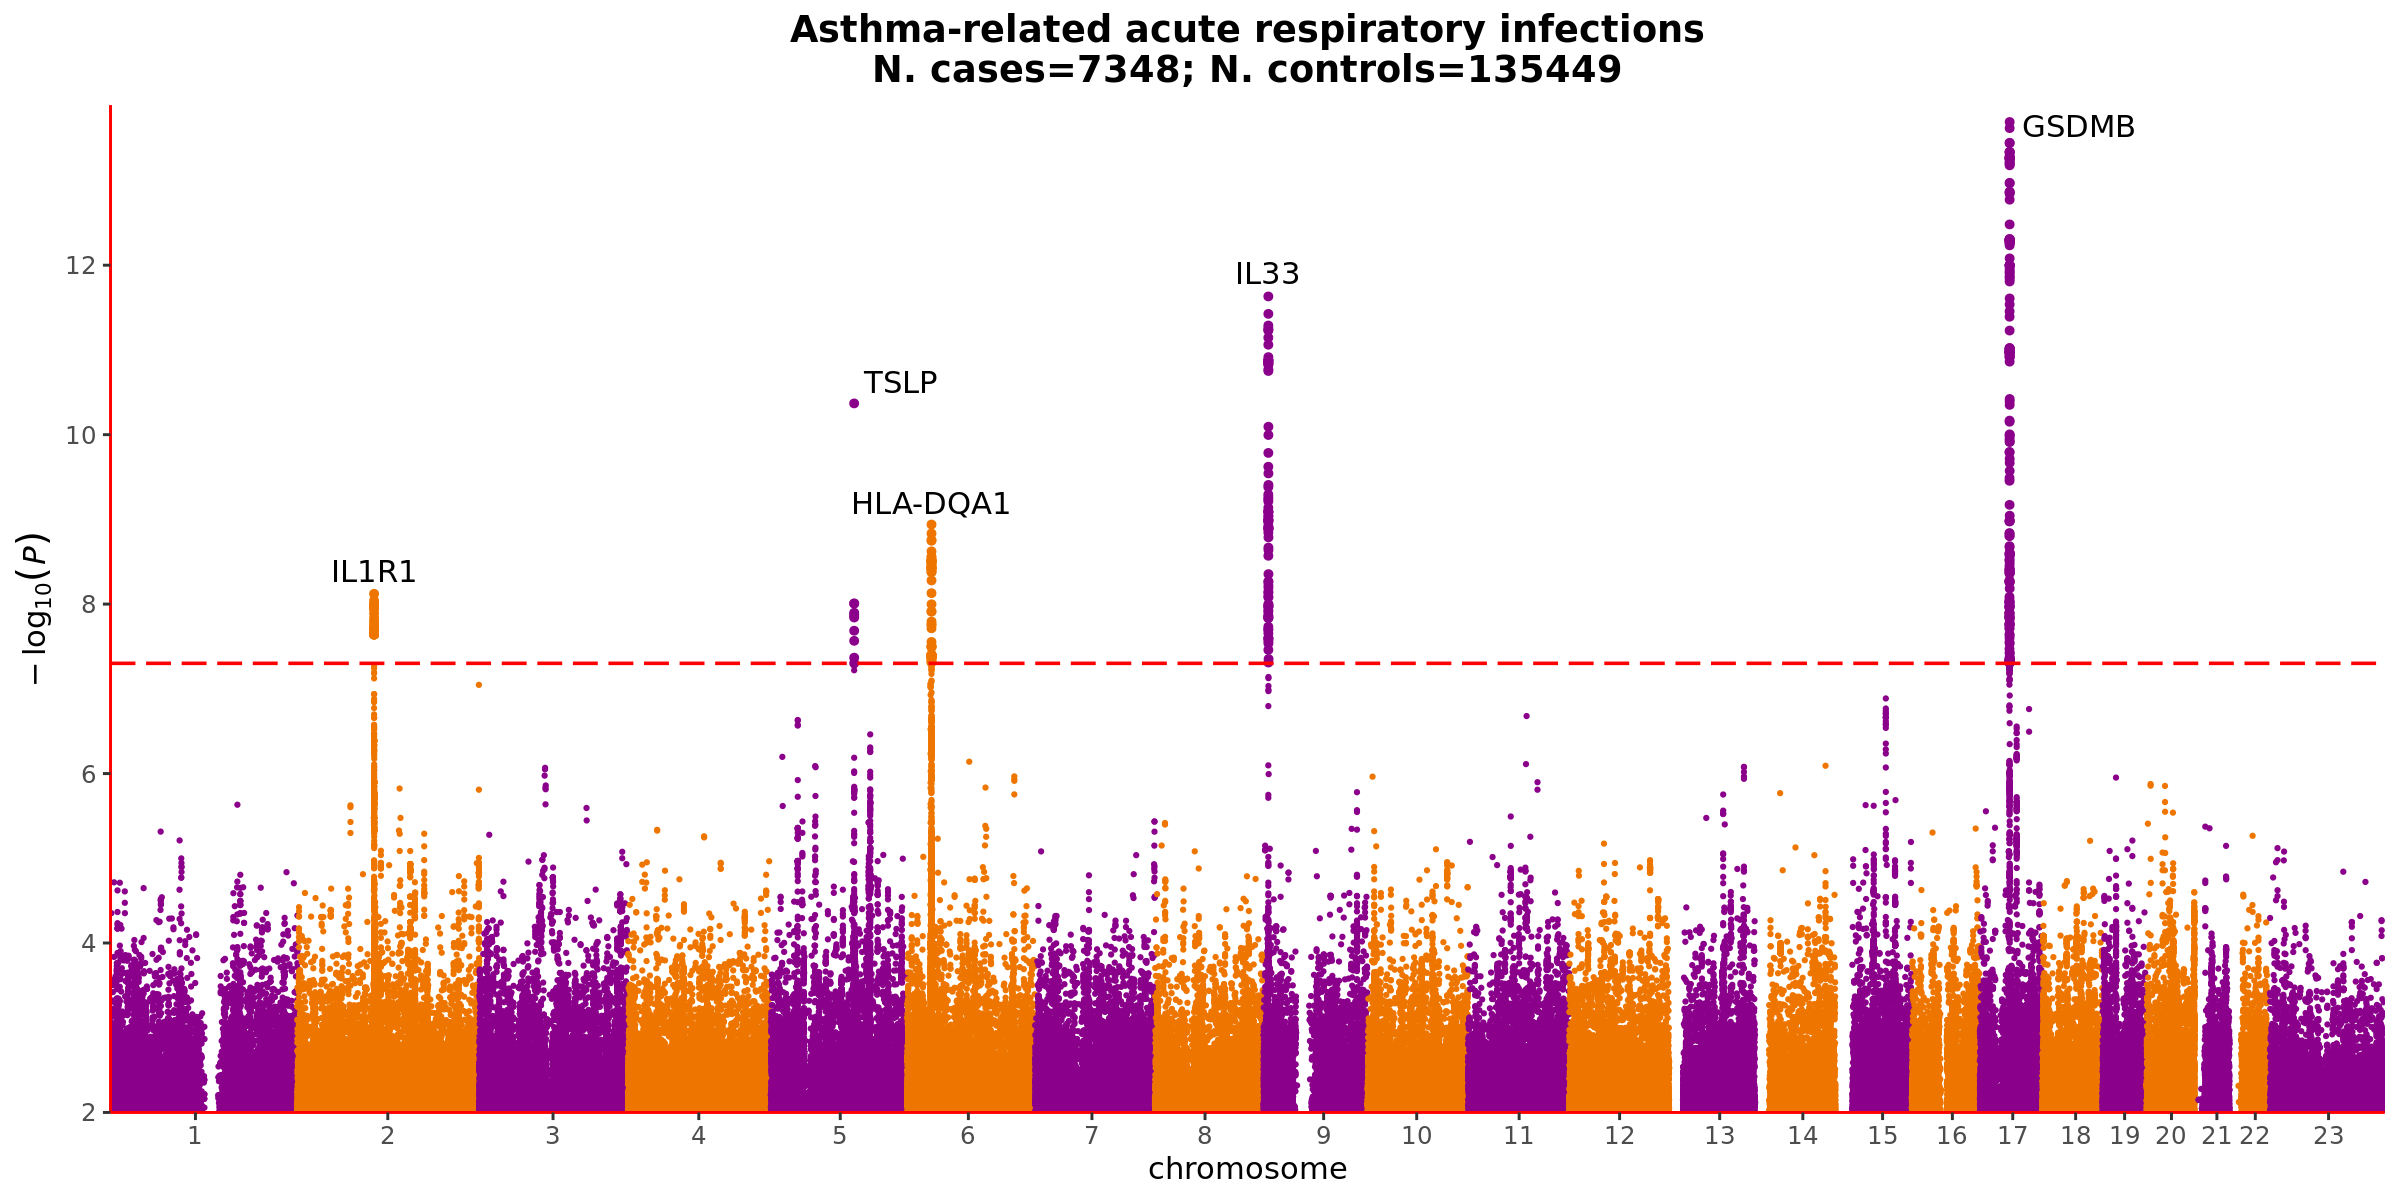 Asthma-related acute respiratory infections
N. cases=7348; N. controls=135449
GSDMB
IL33
TSLP
HLA-DQA1
IL1R1
12
10
8
6
4
2
−log₁₀(P)
1 2 3 4 5 6 7 8 9 10 11 12 13 14 15 16 17 18 19 20 21 22 23
chromosome